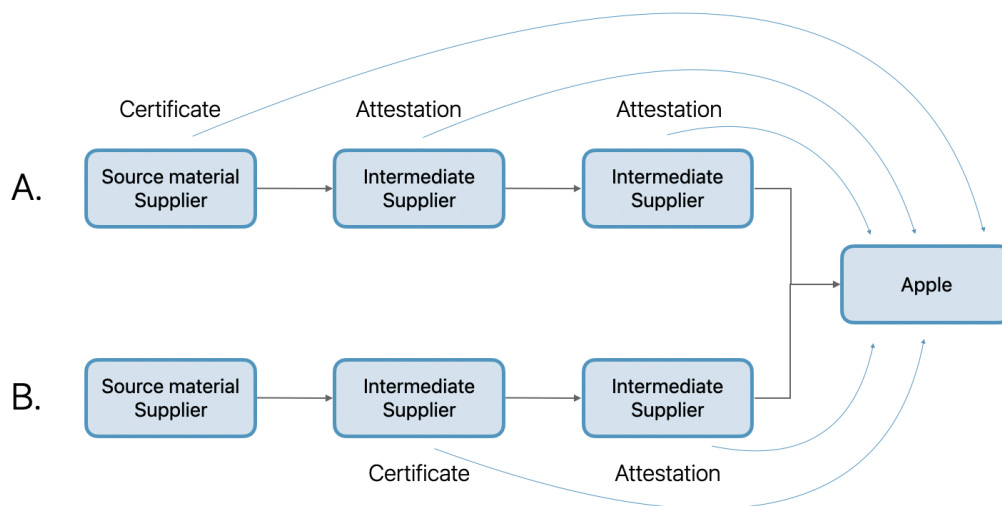 Certificate
Attestation
Attestation
A.
Source material
Supplier
Intermediate
Supplier
Intermediate
Supplier
Apple
B.
Source material
Supplier
Intermediate
Supplier
Intermediate
Supplier
Certificate
Attestation